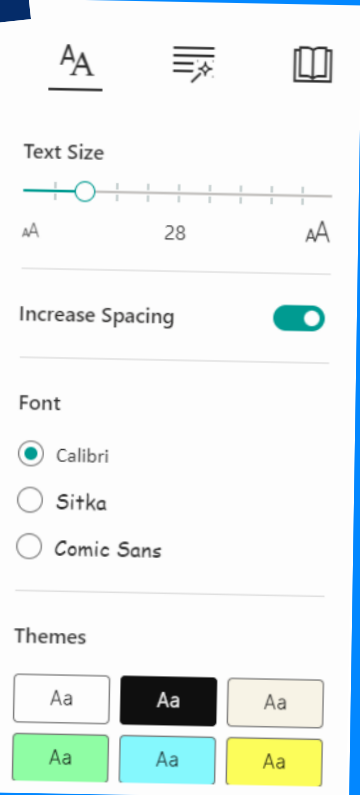 AA
Text Size
AA 28 AA
Increase Spacing
Font
Calibri
Sitka
Comic Sans
Themes
Aa Aa Aa
Aa Aa Aa